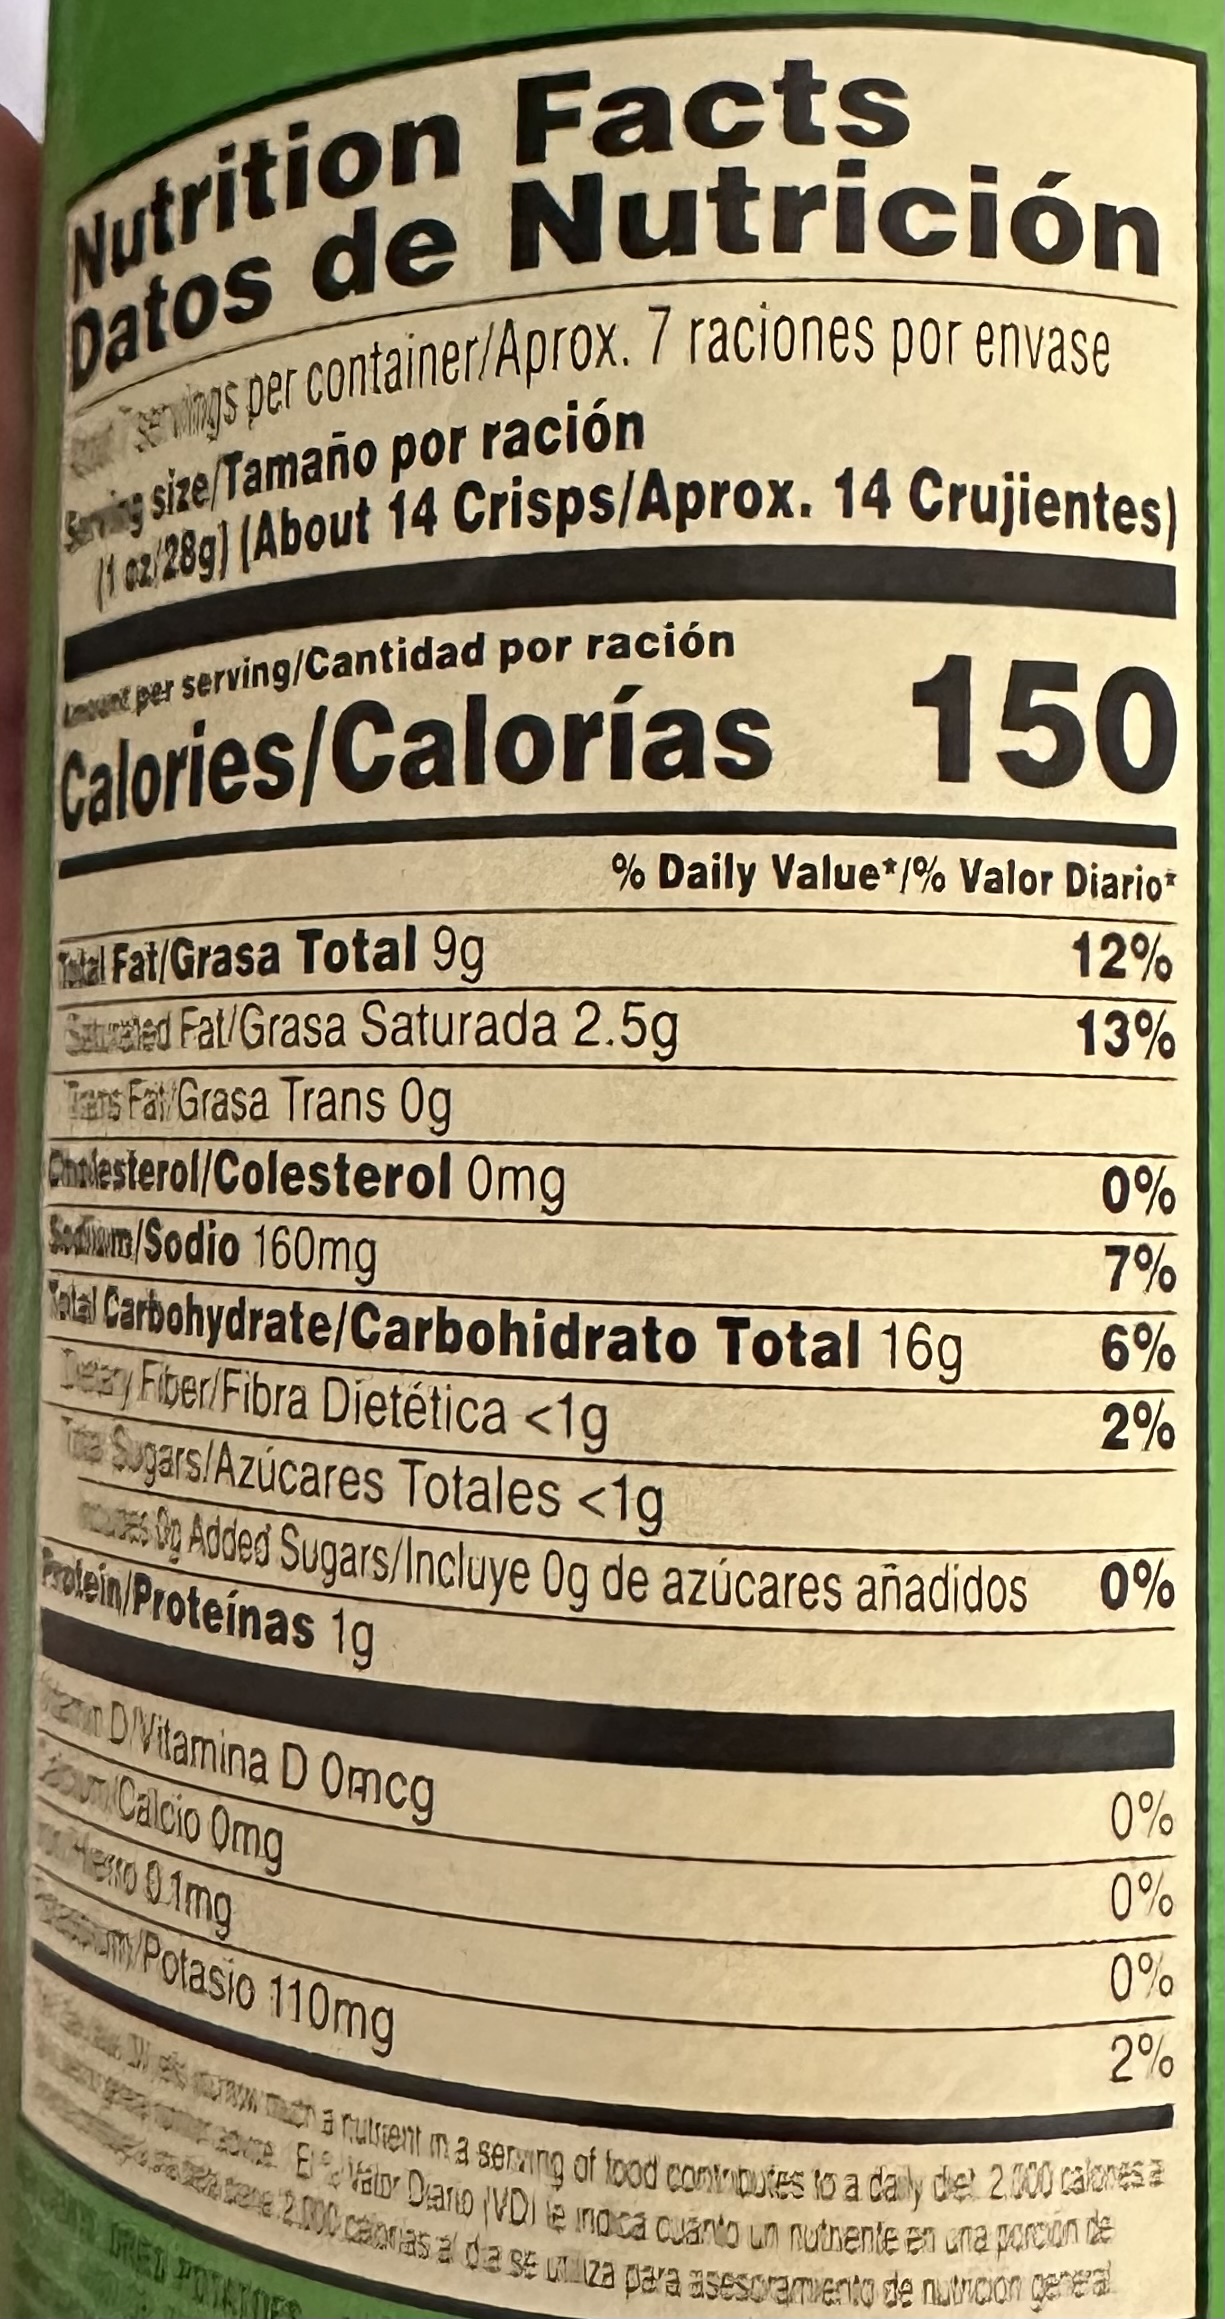 Nutrition Facts
Datos de Nutrición
servings per container/Aprox. 7 raciones por envase
Serving size/Tamaño por ración
(1 oz/28g) (About 14 Crisps/Aprox. 14 Crujientes)
Amount per serving/Cantidad por ración
Calories/Calorías 150
% Daily Value*/% Valor Diario*
Total Fat/Grasa Total 9g 12%
Saturated Fat/Grasa Saturada 2.5g 13%
Trans Fat/Grasa Trans 0g
Cholesterol/Colesterol 0mg 0%
Sodium/Sodio 160mg 7%
Total Carbohydrate/Carbohidrato Total 16g 6%
Dietary Fiber/Fibra Dietética <1g 2%
Total Sugars/Azúcares Totales <1g
0g Added Sugars/Incluye 0g de azúcares añadidos 0%
Protein/Proteínas 1g
D/Vitamina D 0mcg 0%
/Calcio 0mg 0%
Hierro 0.1mg 0%
/Potasio 110mg 2%
much a nutrient in a serving of food contributes to a daily diet. 2,000 calories a
El % Valor Diario (VD) le indica cuánto un nutriente en una porción de
2,000 calorías al día se utiliza para asesoramiento de nutrición general.
DRIED POTATOES